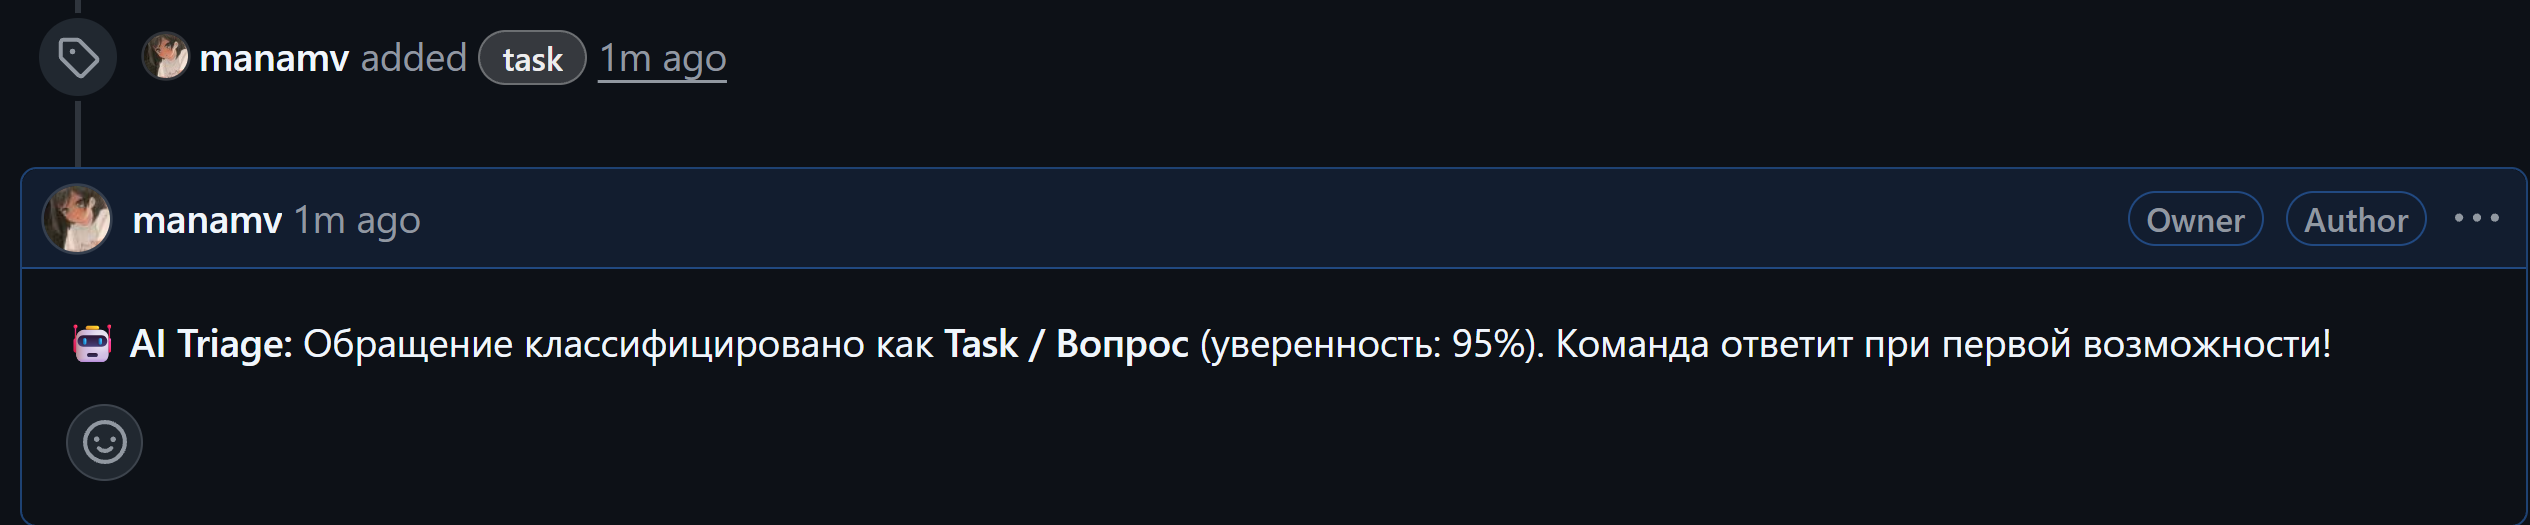 manamv added task 1m ago
manamv 1m ago Owner Author
AI Triage: Обращение классифицировано как Task / Вопрос (уверенность: 95%). Команда ответит при первой возможности!